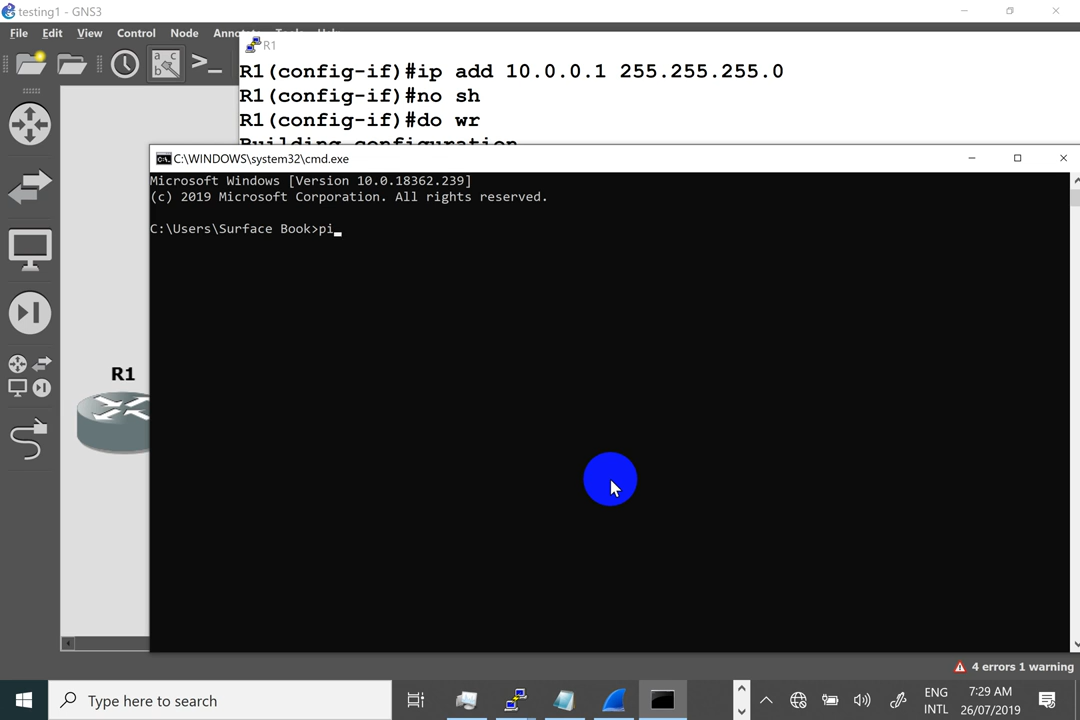 testing1 - GNS3
File Edit View Control Node
R1
R1(config-if)#ip add 10.0.0.1 255.255.255.0
R1(config-if)#no sh
R1(config-if)#do wr
C:\WINDOWS\system32\cmd.exe
Microsoft Windows [Version 10.0.18362.239]
(c) 2019 Microsoft Corporation. All rights reserved.
C:\Users\Surface Book>pi_
R1
4 errors 1 warning
Type here to search
ENG
INTL
7:29 AM
26/07/2019